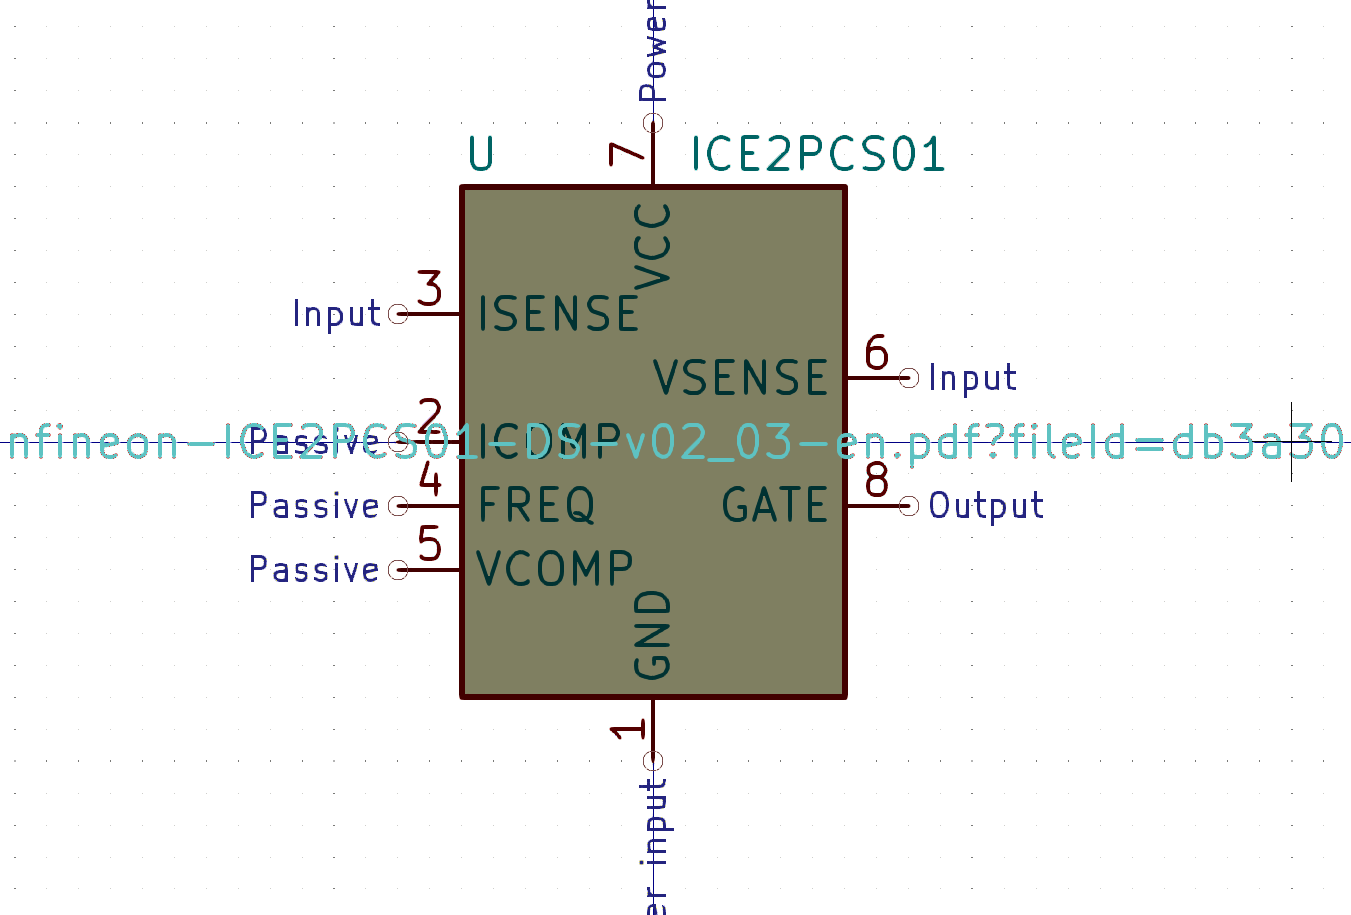 Power
U
7
ICE2PCS01
VCC
3
Input
ISENSE
6
VSENSE
Input
2
Passive
ICOMP
nfineon-ICE2PCS01-DS-v02_03-en.pdf?fileId=db3a30
4
Passive
FREQ
8
GATE
Output
5
Passive
VCOMP
GND
1
er input